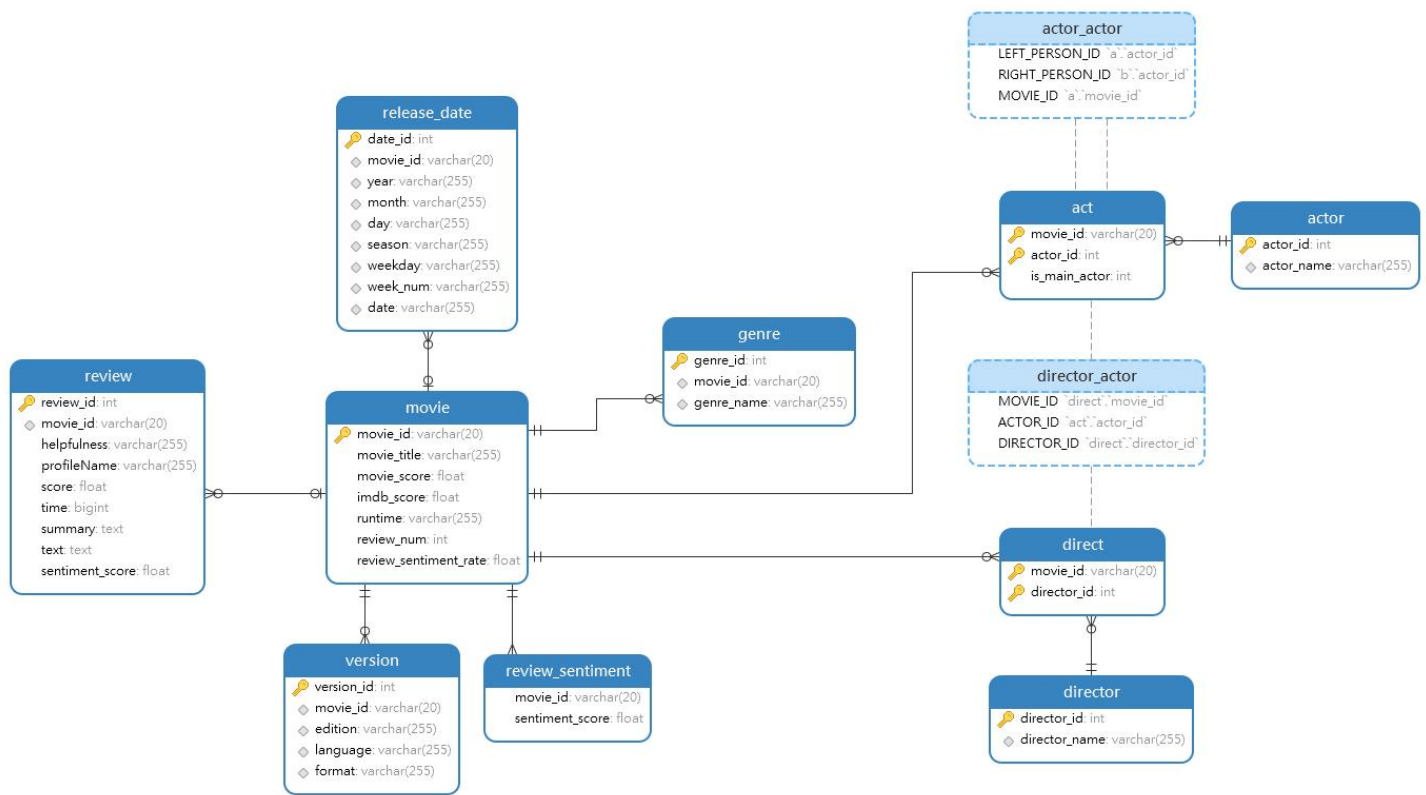 actor_actor
LEFT_PERSON_ID `a`.`actor_id`
RIGHT_PERSON_ID `b`.`actor_id`
MOVIE_ID `a`.`movie_id`
release_date
date_id: int
movie_id: varchar(20)
year: varchar(255)
month: varchar(255)
day: varchar(255)
season: varchar(255)
weekday: varchar(255)
week_num: varchar(255)
date: varchar(255)
act
movie_id: varchar(20)
actor_id: int
is_main_actor: int
actor
actor_id: int
actor_name: varchar(255)
genre
genre_id: int
movie_id: varchar(20)
genre_name: varchar(255)
review
review_id: int
movie_id: varchar(20)
helpfulness: varchar(255)
profileName: varchar(255)
score: float
time: bigint
summary: text
text: text
sentiment_score: float
movie
movie_id: varchar(20)
movie_title: varchar(255)
movie_score: float
imdb_score: float
runtime: varchar(255)
review_num: int
review_sentiment_rate: float
director_actor
MOVIE_ID `direct`.`movie_id`
ACTOR_ID `act`.`actor_id`
DIRECTOR_ID `direct`.`director_id`
direct
movie_id: varchar(20)
director_id: int
version
version_id: int
movie_id: varchar(20)
edition: varchar(255)
language: varchar(255)
format: varchar(255)
review_sentiment
movie_id: varchar(20)
sentiment_score: float
director
director_id: int
director_name: varchar(255)